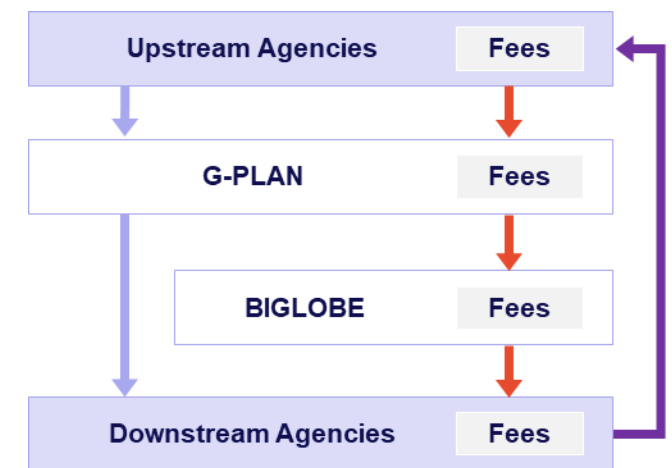 Upstream Agencies Fees
G-PLAN Fees
BIGLOBE Fees
Downstream Agencies Fees